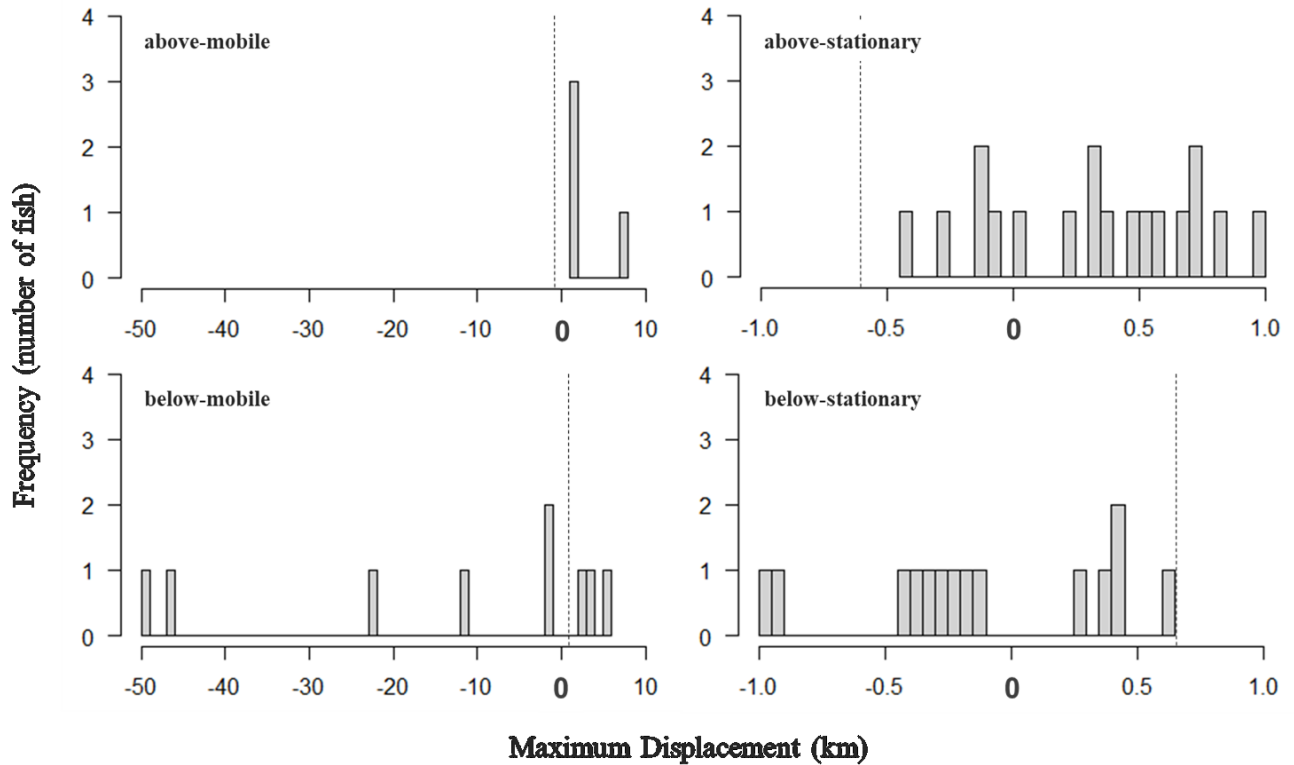 Frequency (number of fish)
above-mobile
4
3
2
1
0
-50 -40 -30 -20 -10 0 10
above-stationary
4
3
2
1
0
-1.0 -0.5 0 0.5 1.0
below-mobile
4
3
2
1
0
-50 -40 -30 -20 -10 0 10
below-stationary
4
3
2
1
0
-1.0 -0.5 0 0.5 1.0
Maximum Displacement (km)